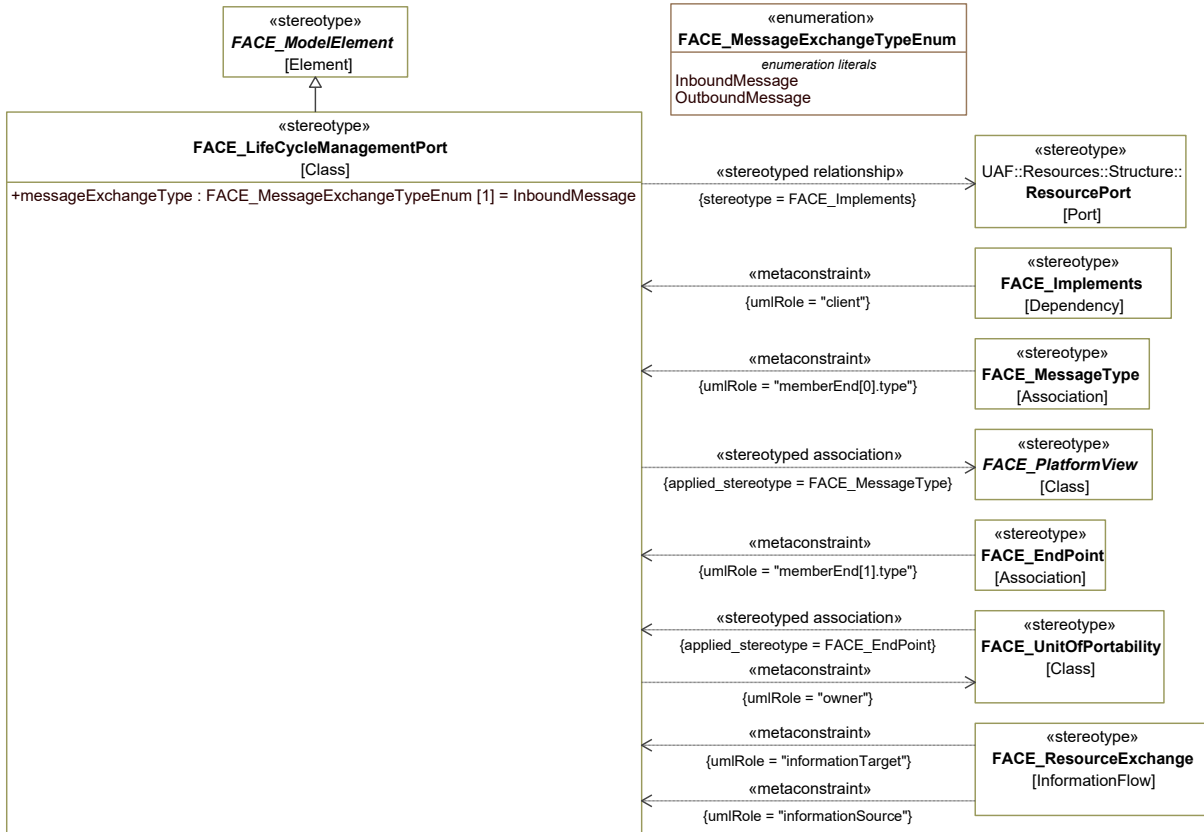 «stereotype»
FACE_ModelElement
[Element]
«enumeration»
FACE_MessageExchangeTypeEnum
enumeration literals
InboundMessage
OutboundMessage
«stereotype»
FACE_LifeCycleManagementPort
[Class]
+messageExchangeType : FACE_MessageExchangeTypeEnum [1] = InboundMessage
«stereotyped relationship»
{stereotype = FACE_Implements}
«stereotype»
UAF::Resources::Structure::
ResourcePort
[Port]
«metaconstraint»
{umlRole = "client"}
«stereotype»
FACE_Implements
[Dependency]
«metaconstraint»
{umlRole = "memberEnd[0].type"}
«stereotype»
FACE_MessageType
[Association]
«stereotyped association»
{applied_stereotype = FACE_MessageType}
«stereotype»
FACE_PlatformView
[Class]
«metaconstraint»
{umlRole = "memberEnd[1].type"}
«stereotype»
FACE_EndPoint
[Association]
«stereotyped association»
{applied_stereotype = FACE_EndPoint}
«metaconstraint»
{umlRole = "owner"}
«stereotype»
FACE_UnitOfPortability
[Class]
«metaconstraint»
{umlRole = "informationTarget"}
«metaconstraint»
{umlRole = "informationSource"}
«stereotype»
FACE_ResourceExchange
[InformationFlow]